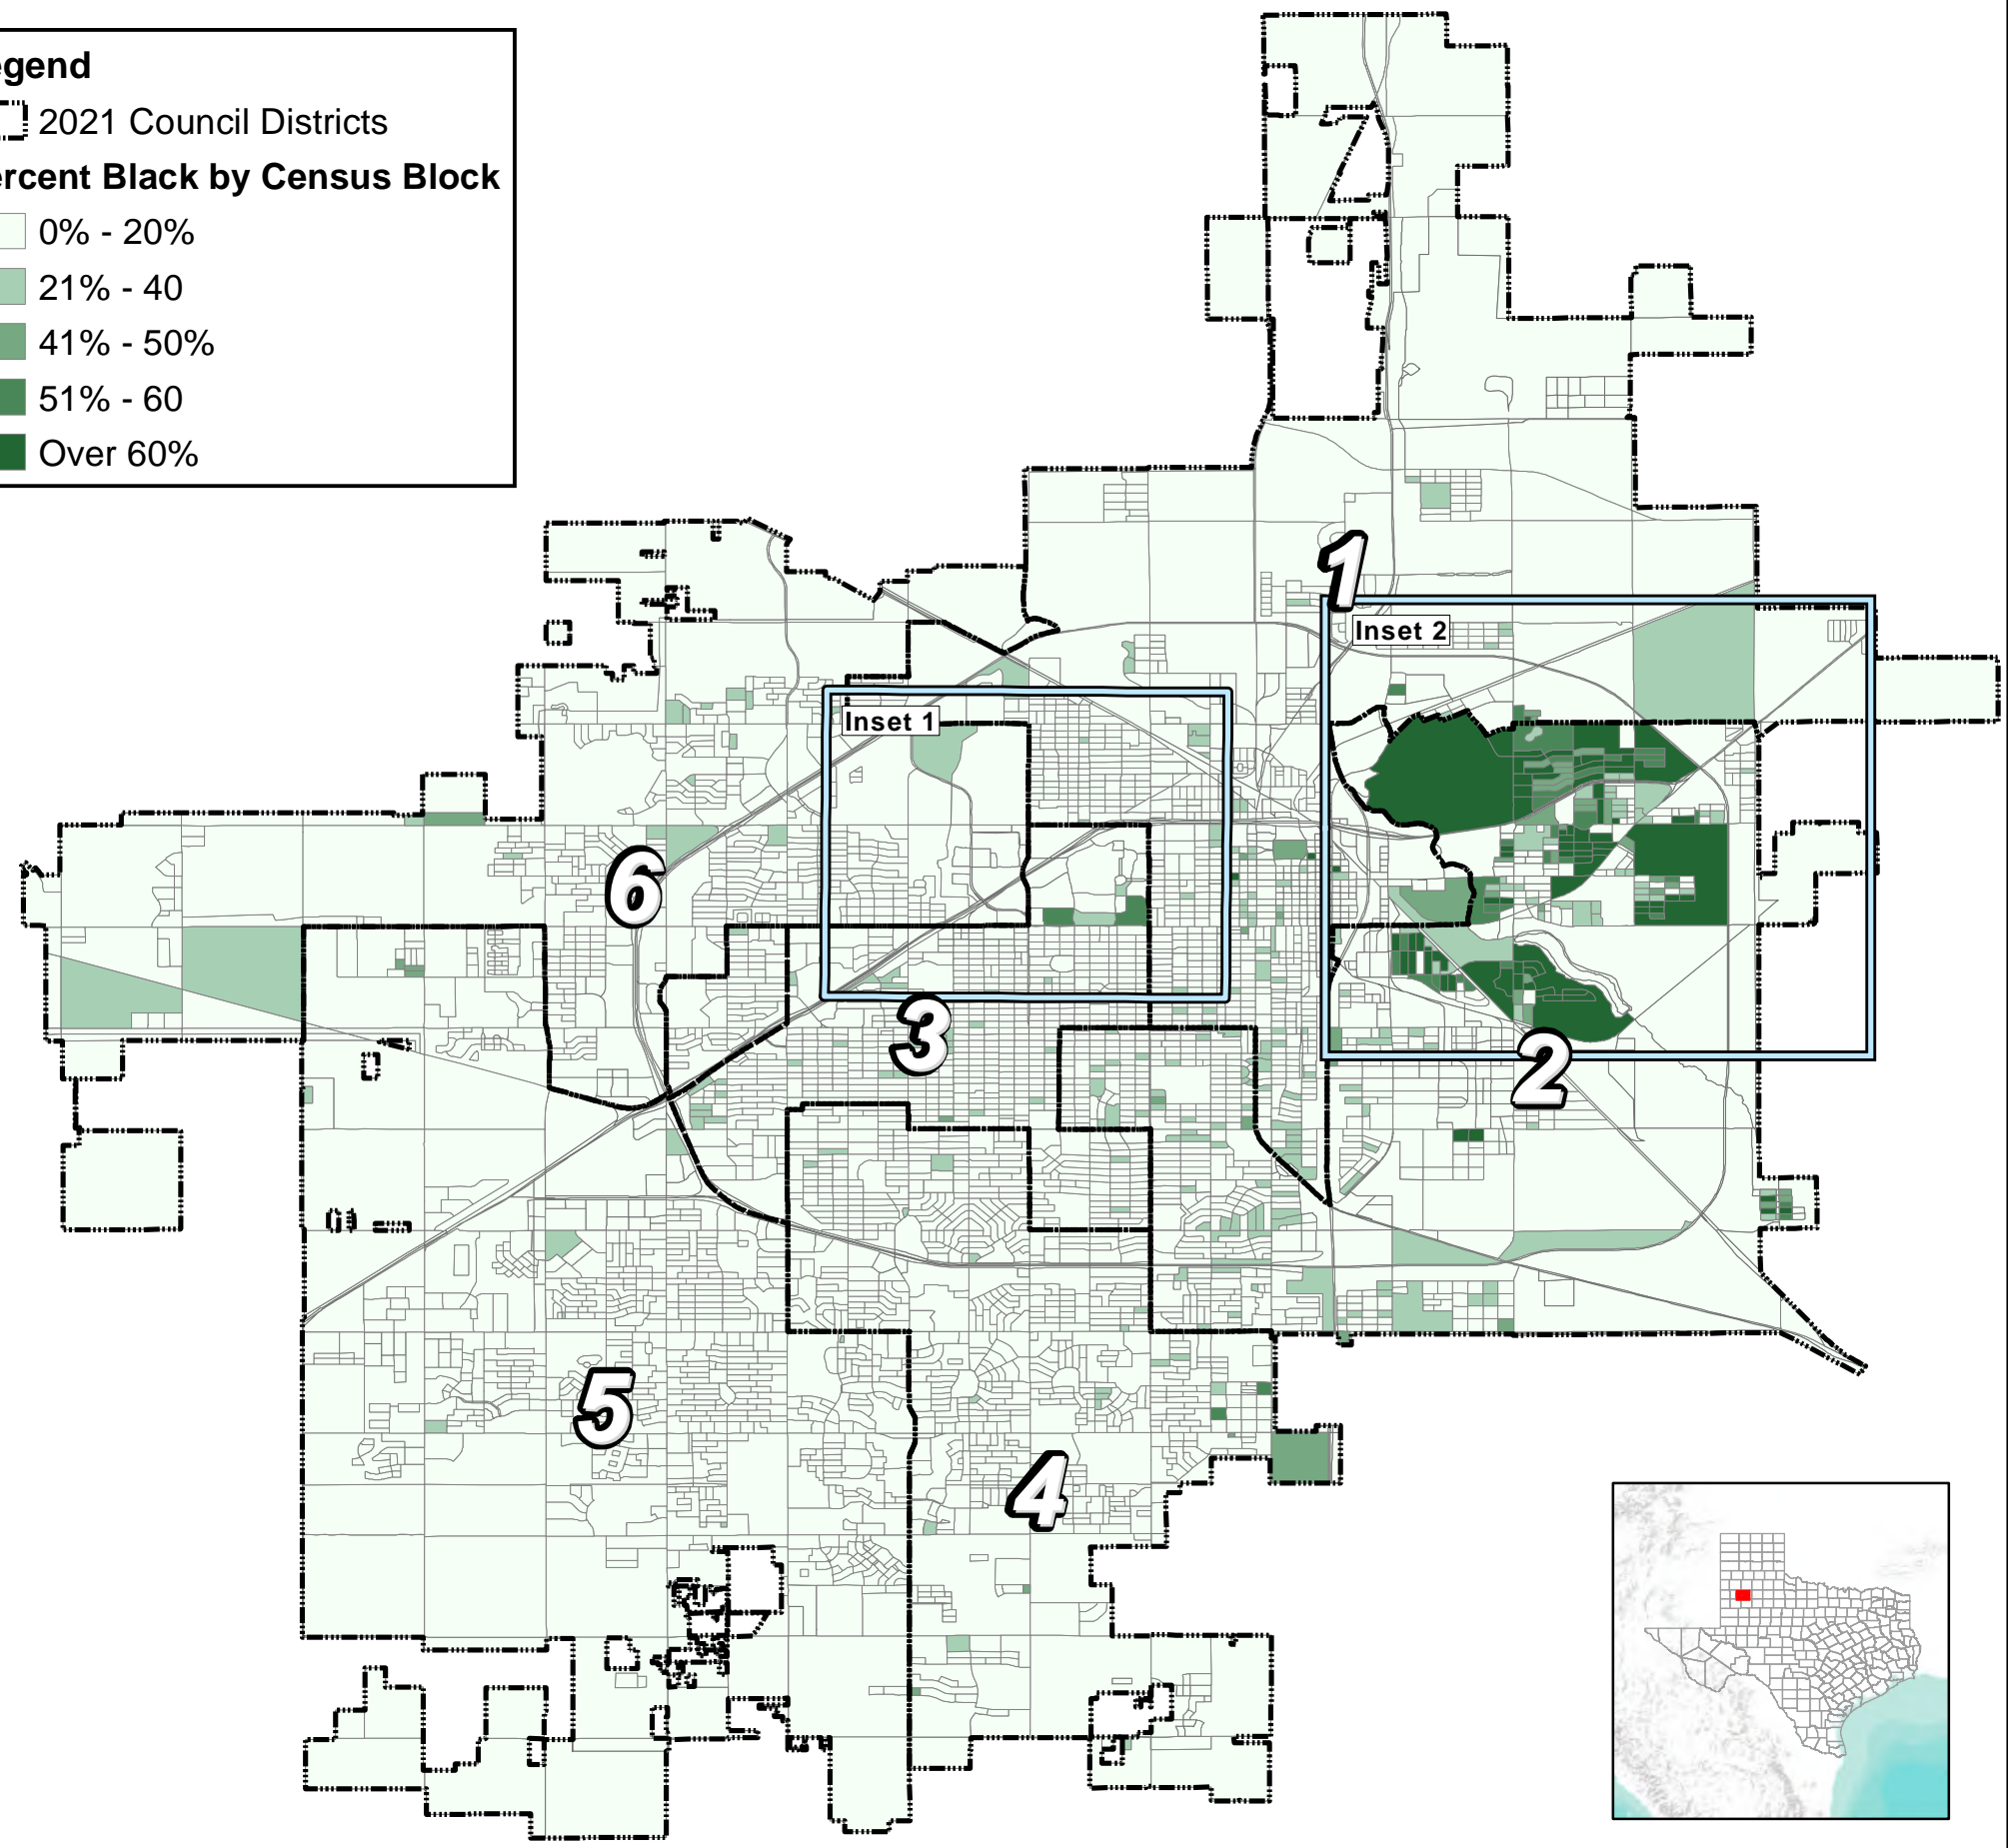 egend
2021 Council Districts
ercent Black by Census Block
0% - 20%
21% - 40
41% - 50%
51% - 60
Over 60%
1
Inset 2
Inset 1
6
3
2
5
4